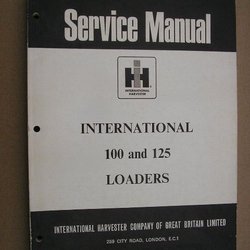 Service Manual
INTERNATIONAL
HARVESTER
INTERNATIONAL
100 and 125
LOADERS
INTERNATIONAL HARVESTER COMPANY OF GREAT BRITAIN LIMITED
259 CITY ROAD, LONDON, E.C.1